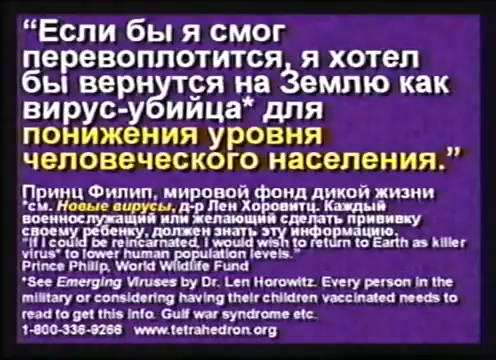 “Если бы я смог
перевоплотится, я хотел
бы вернутся на Землю как
вирус-убийца* для
понижения уровня
человеческого населения.”
Принц Филип, мировой фонд дикой жизни
*см. Новые вирусы, д-р Лен Хоровитц. Каждый
военнослужащий или желающий сделать прививку
своему ребенку, должен знать эту информацию.
"If I could be reincarnated, I would wish to return to Earth as killer
virus* to lower human population levels."
Prince Philip, World Wildlife Fund
*See Emerging Viruses by Dr. Len Horowitz. Every person in the
military or considering having their children vaccinated needs to
read to get this info. Gulf war syndrome etc.
1-800-336-9266 www.tetrahedron.org